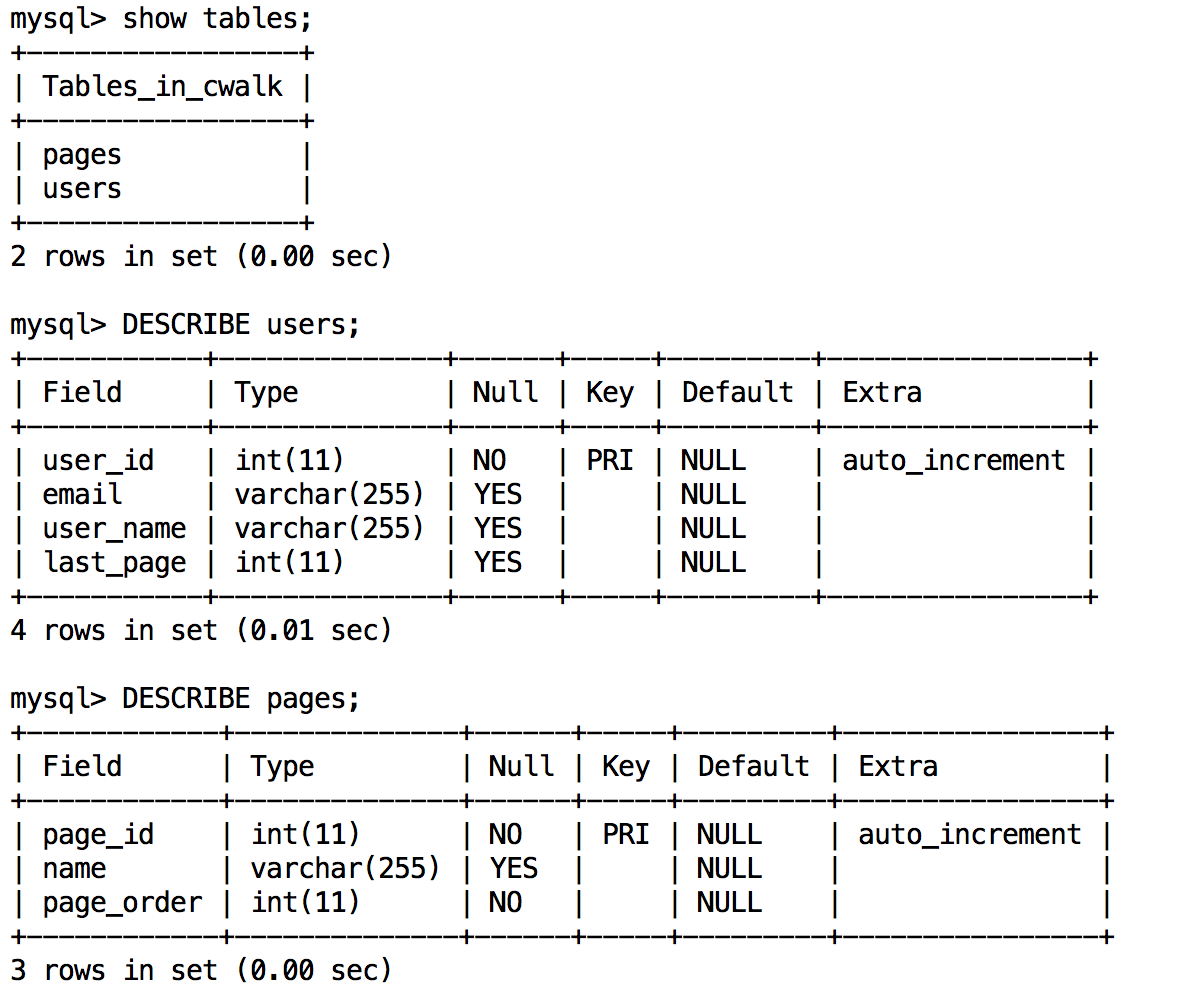 mysql> show tables;
+-----------------+
| Tables_in_cwalk |
+-----------------+
| pages           |
| users           |
+-----------------+
2 rows in set (0.00 sec)

mysql> DESCRIBE users;
+-----------+--------------+------+-----+---------+----------------+
| Field     | Type         | Null | Key | Default | Extra          |
+-----------+--------------+------+-----+---------+----------------+
| user_id   | int(11)      | NO   | PRI | NULL    | auto_increment |
| email     | varchar(255) | YES  |     | NULL    |                |
| user_name | varchar(255) | YES  |     | NULL    |                |
| last_page | int(11)      | YES  |     | NULL    |                |
+-----------+--------------+------+-----+---------+----------------+
4 rows in set (0.01 sec)

mysql> DESCRIBE pages;
+------------+--------------+------+-----+---------+----------------+
| Field      | Type         | Null | Key | Default | Extra          |
+------------+--------------+------+-----+---------+----------------+
| page_id    | int(11)      | NO   | PRI | NULL    | auto_increment |
| name       | varchar(255) | YES  |     | NULL    |                |
| page_order | int(11)      | NO   |     | NULL    |                |
+------------+--------------+------+-----+---------+----------------+
3 rows in set (0.00 sec)